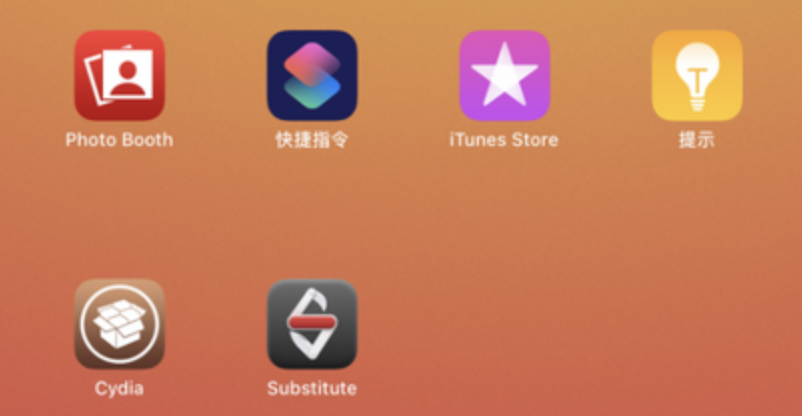 Photo Booth
快捷指令
iTunes Store
提示
Cydia
Substitute